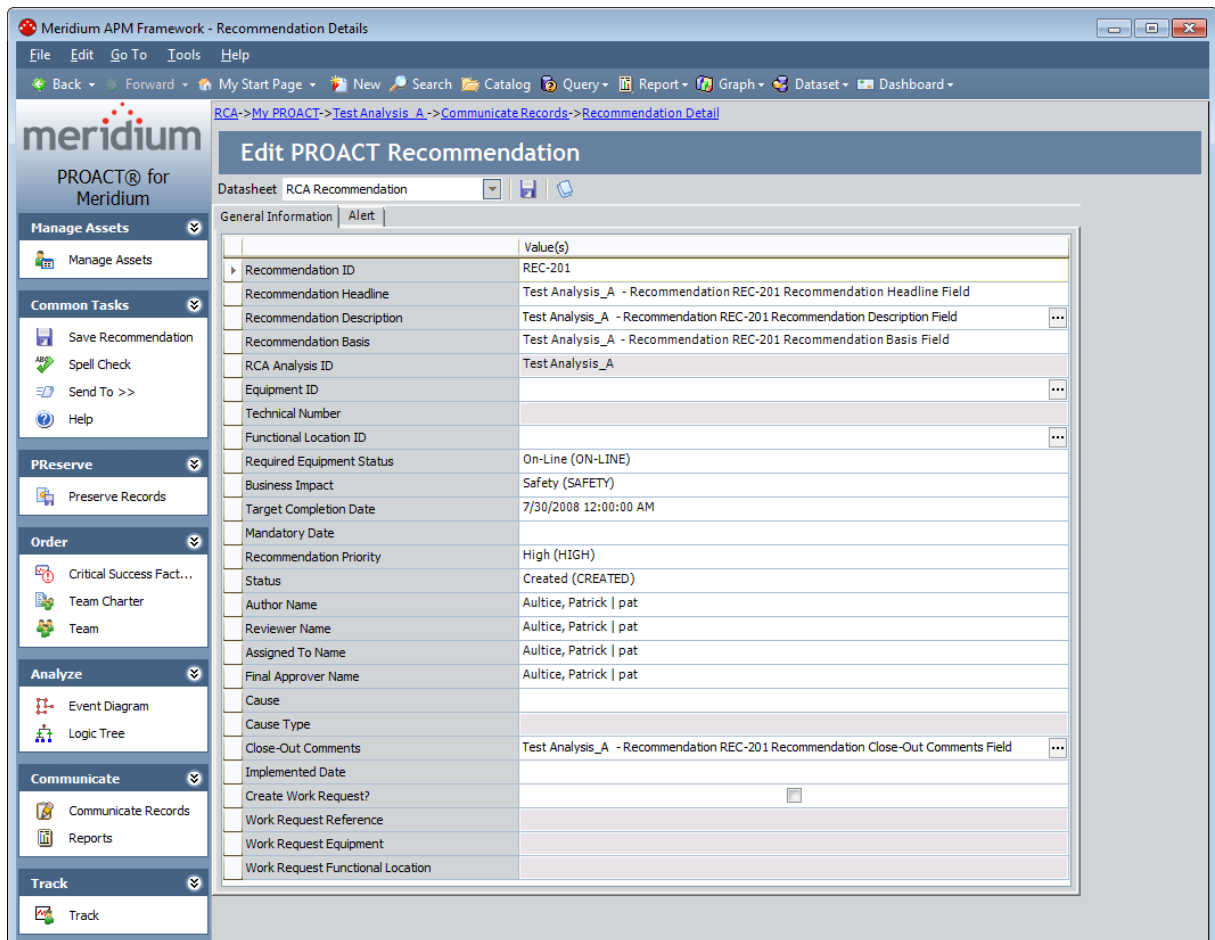 Meridium APM Framework - Recommendation Details
File Edit Go To Tools Help
Back Forward My Start Page New Search Catalog Query Report Graph Dataset Dashboard
meridium
PROACT® for
Meridium
Manage Assets
Manage Assets
Common Tasks
Save Recommendation
ABC
Spell Check
Send To >>
Help
PReserve
Preserve Records
Order
Critical Success Fact...
Team Charter
Team
Analyze
Event Diagram
Logic Tree
Communicate
Communicate Records
Reports
Track
Track
RCA->My PROACT->Test Analysis_A ->Communicate Records->Recommendation Detail
Edit PROACT Recommendation
Datasheet RCA Recommendation
General Information Alert
Value(s)
Recommendation ID REC-201
Recommendation Headline Test Analysis_A - Recommendation REC-201 Recommendation Headline Field
Recommendation Description Test Analysis_A - Recommendation REC-201 Recommendation Description Field ...
Recommendation Basis Test Analysis_A - Recommendation REC-201 Recommendation Basis Field
RCA Analysis ID Test Analysis_A
Equipment ID ...
Technical Number
Functional Location ID ...
Required Equipment Status On-Line (ON-LINE)
Business Impact Safety (SAFETY)
Target Completion Date 7/30/2008 12:00:00 AM
Mandatory Date
Recommendation Priority High (HIGH)
Status Created (CREATED)
Author Name Aultice, Patrick | pat
Reviewer Name Aultice, Patrick | pat
Assigned To Name Aultice, Patrick | pat
Final Approver Name Aultice, Patrick | pat
Cause
Cause Type
Close-Out Comments Test Analysis_A - Recommendation REC-201 Recommendation Close-Out Comments Field ...
Implemented Date
Create Work Request?
Work Request Reference
Work Request Equipment
Work Request Functional Location